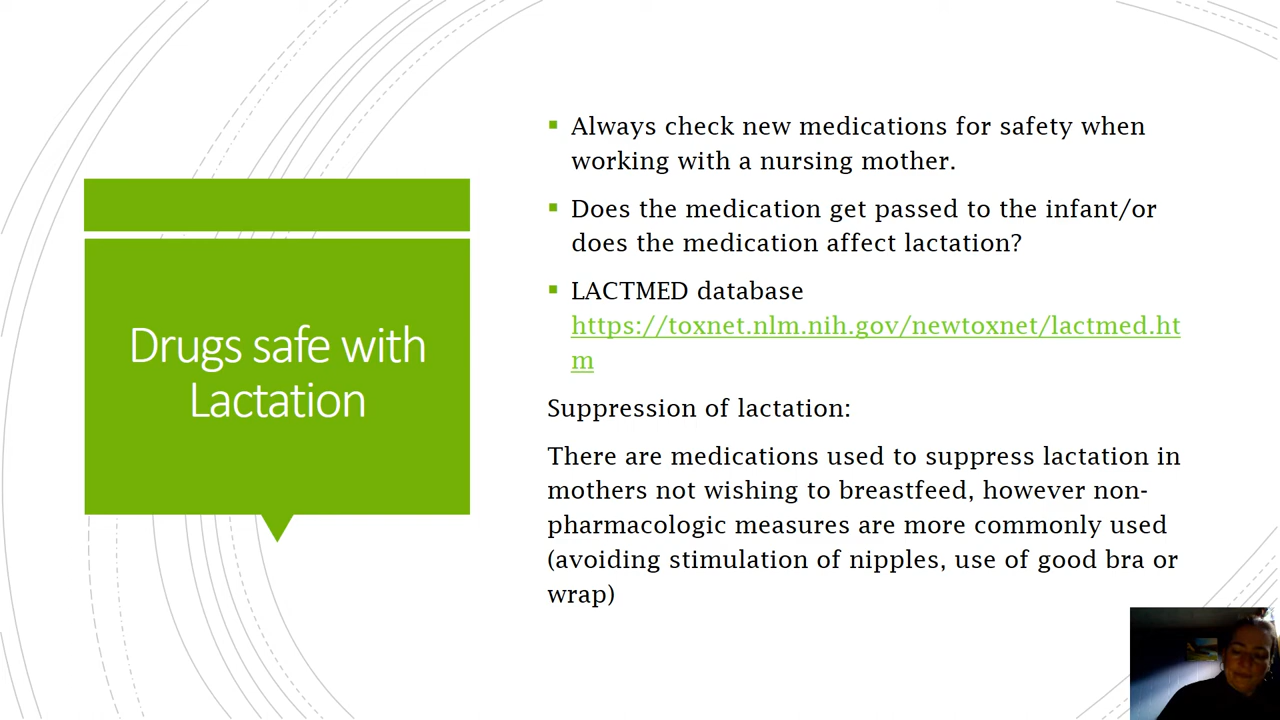 Drugs safe with
Lactation
Always check new medications for safety when
working with a nursing mother.
Does the medication get passed to the infant/or
does the medication affect lactation?
LACTMED database
https://toxnet.nlm.nih.gov/newtoxnet/lactmed.ht
m
Suppression of lactation:
There are medications used to suppress lactation in
mothers not wishing to breastfeed, however non-
pharmacologic measures are more commonly used
(avoiding stimulation of nipples, use of good bra or
wrap)